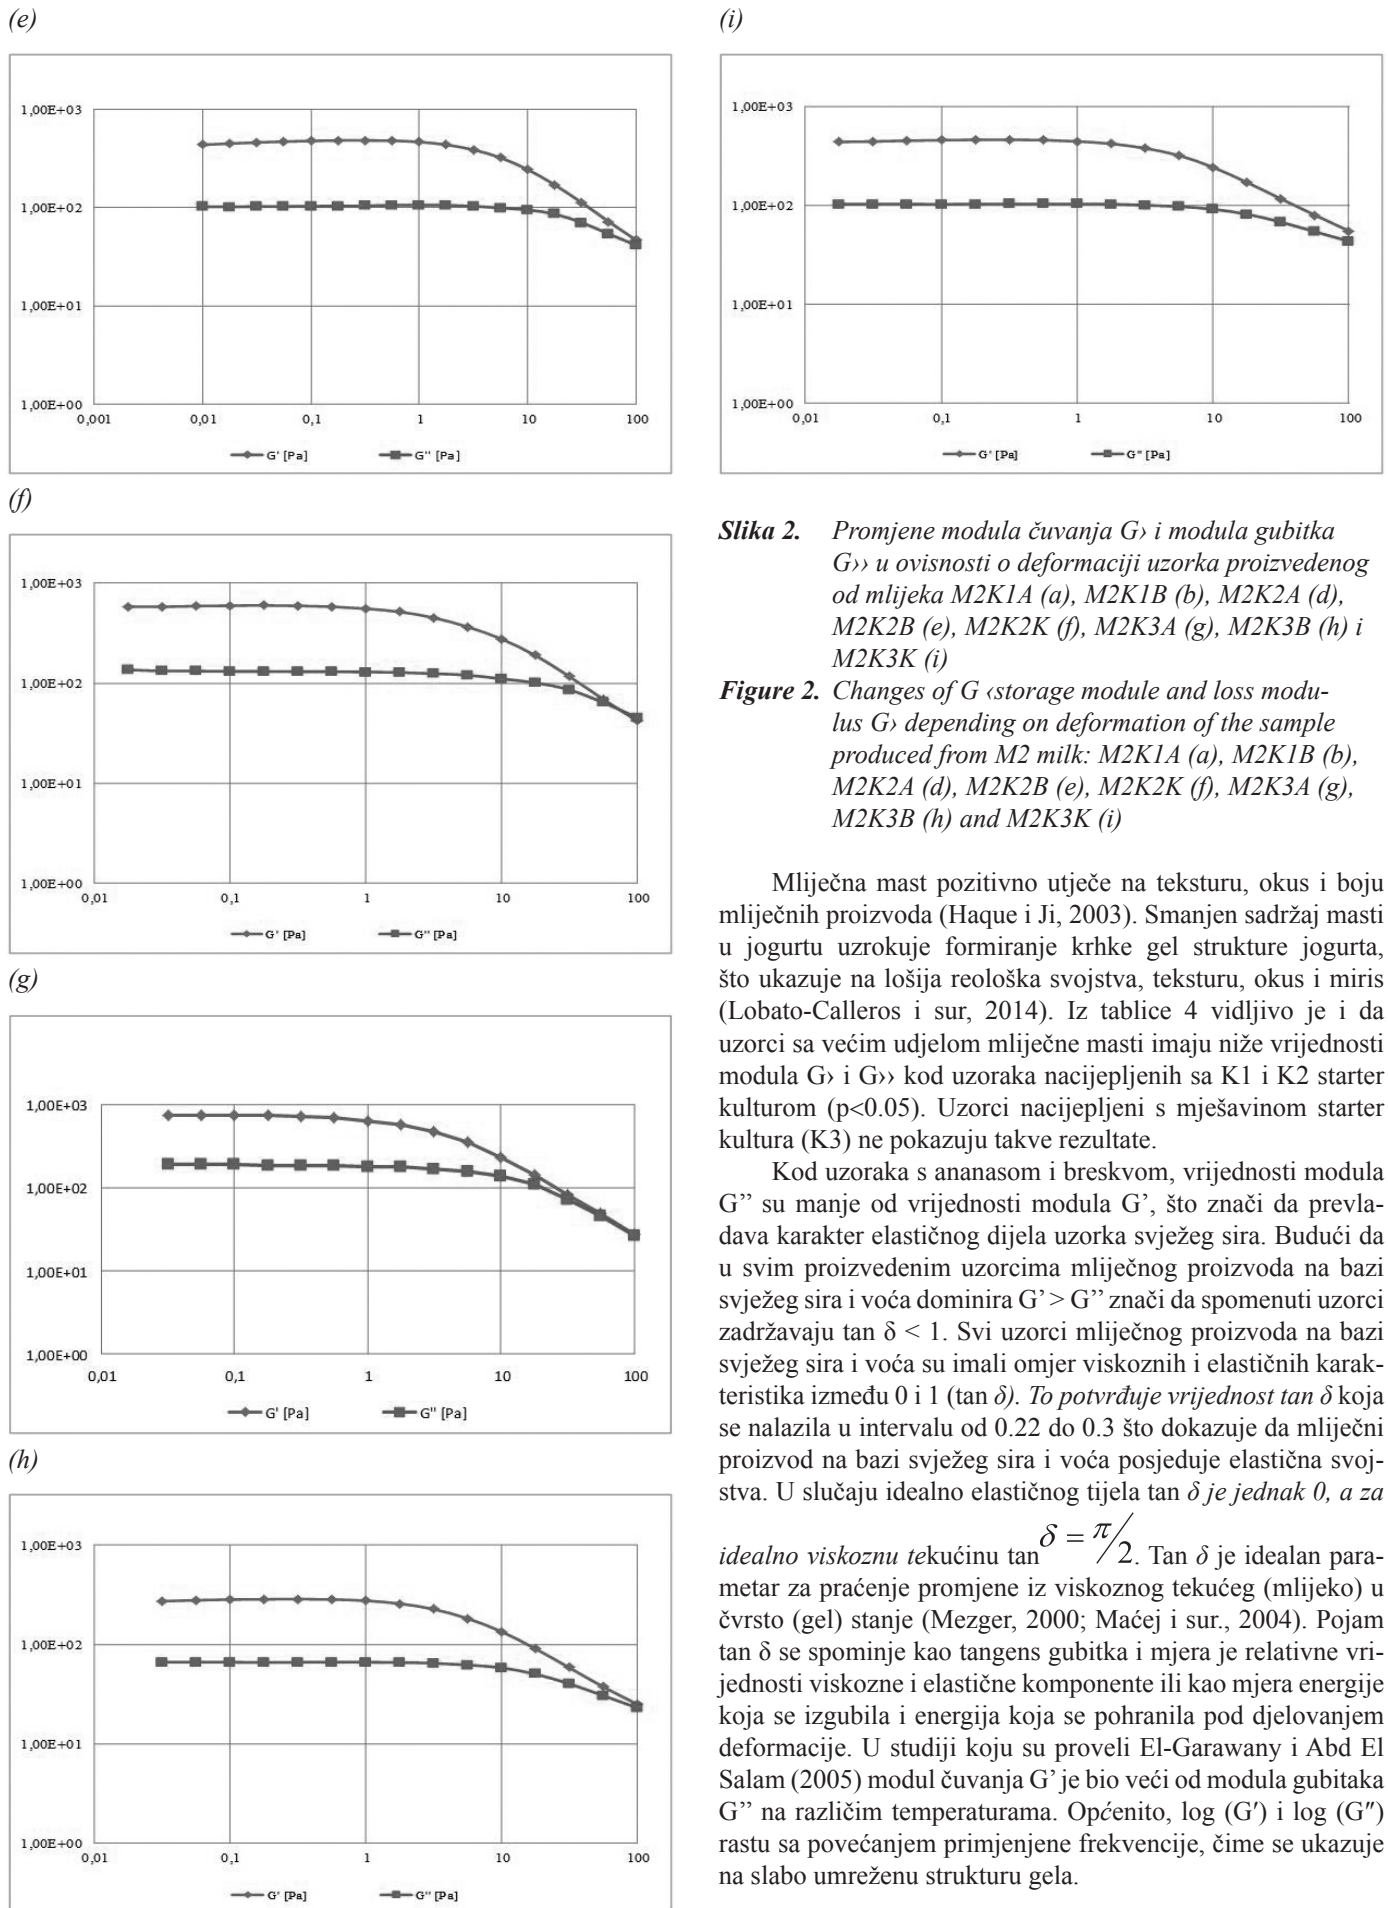 (e)
1,00E+03
1,00E+02
1,00E+01
1,00E+00
0,001 0,01 0,1 1 10 100
G' [Pa] G'' [Pa]
(f)
1,00E+03
1,00E+02
1,00E+01
1,00E+00
0,01 0,1 1 10 100
G' [Pa] G'' [Pa]
(g)
1,00E+03
1,00E+02
1,00E+01
1,00E+00
0,01 0,1 1 10 100
G' [Pa] G'' [Pa]
(h)
1,00E+03
1,00E+02
1,00E+01
1,00E+00
0,01 0,1 1 10 100
G' [Pa] G'' [Pa]
(i)
1,00E+03
1,00E+02
1,00E+01
1,00E+00
0,01 0,1 1 10 100
G' [Pa] G'' [Pa]
Slika 2. Promjene modula čuvanja G› i modula gubitka
G›› u ovisnosti o deformaciji uzorka proizvedenog
od mlijeka M2K1A (a), M2K1B (b), M2K2A (d),
M2K2B (e), M2K2K (f), M2K3A (g), M2K3B (h) i
M2K3K (i)
Figure 2. Changes of G ‹storage module and loss modu-
lus G› depending on deformation of the sample
produced from M2 milk: M2K1A (a), M2K1B (b),
M2K2A (d), M2K2B (e), M2K2K (f), M2K3A (g),
M2K3B (h) and M2K3K (i)
Mliječna mast pozitivno utječe na teksturu, okus i boju
mliječnih proizvoda (Haque i Ji, 2003). Smanjen sadržaj masti
u jogurtu uzrokuje formiranje krhke gel strukture jogurta,
što ukazuje na lošija reološka svojstva, teksturu, okus i miris
(Lobato-Calleros i sur, 2014). Iz tablice 4 vidljivo je i da
uzorci sa većim udjelom mliječne masti imaju niže vrijednosti
modula G› i G›› kod uzoraka nacijepljenih sa K1 i K2 starter
kulturom (p<0.05). Uzorci nacijepljeni s mješavinom starter
kultura (K3) ne pokazuju takve rezultate.
Kod uzoraka s ananasom i breskvom, vrijednosti modula
G’’ su manje od vrijednosti modula G’, što znači da prevla-
dava karakter elastičnog dijela uzorka svježeg sira. Budući da
u svim proizvedenim uzorcima mliječnog proizvoda na bazi
svježeg sira i voća dominira G’ > G’’ znači da spomenuti uzorci
zadržavaju tan δ < 1. Svi uzorci mliječnog proizvoda na bazi
svježeg sira i voća su imali omjer viskoznih i elastičnih karak-
teristika između 0 i 1 (tan δ). To potvrđuje vrijednost tan δ koja
se nalazila u intervalu od 0.22 do 0.3 što dokazuje da mliječni
proizvod na bazi svježeg sira i voća posjeduje elastična svoj-
stva. U slučaju idealno elastičnog tijela tan δ je jednak 0, a za
idealno viskoznu tekućinu tan δ = π/2. Tan δ je idealan para-
metar za praćenje promjene iz viskoznog tekućeg (mlijeko) u
čvrsto (gel) stanje (Mezger, 2000; Maćej i sur., 2004). Pojam
tan δ se spominje kao tangens gubitka i mjera je relativne vri-
jednosti viskozne i elastične komponente ili kao mjera energije
koja se izgubila i energija koja se pohranila pod djelovanjem
deformacije. U studiji koju su proveli El-Garawany i Abd El
Salam (2005) modul čuvanja G’ je bio veći od modula gubitaka
G’’ na različim temperaturama. Općenito, log (G′) i log (G″)
rastu sa povećanjem primjenjene frekvencije, čime se ukazuje
na slabo umreženu strukturu gela.